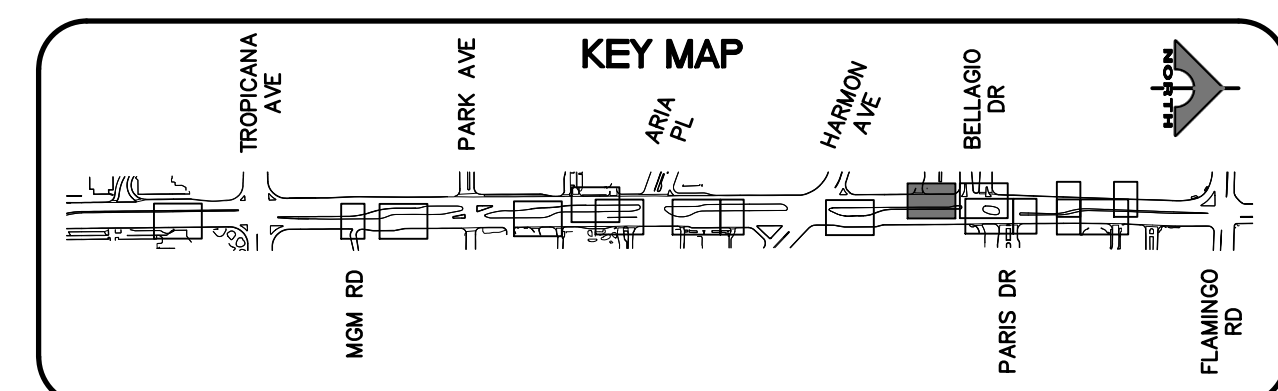 KEY MAP
TROPICANA
AVE
PARK AVE
ARIA
PL
HARMON
AVE
BELLAGIO
DR
NORTH
MGM RD
PARIS DR
FLAMINGO
RD